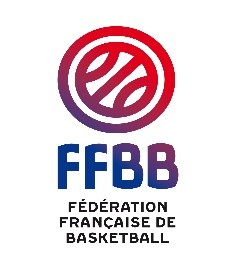 FFBB
FÉDÉRATION
FRANÇAISE DE
BASKETBALL